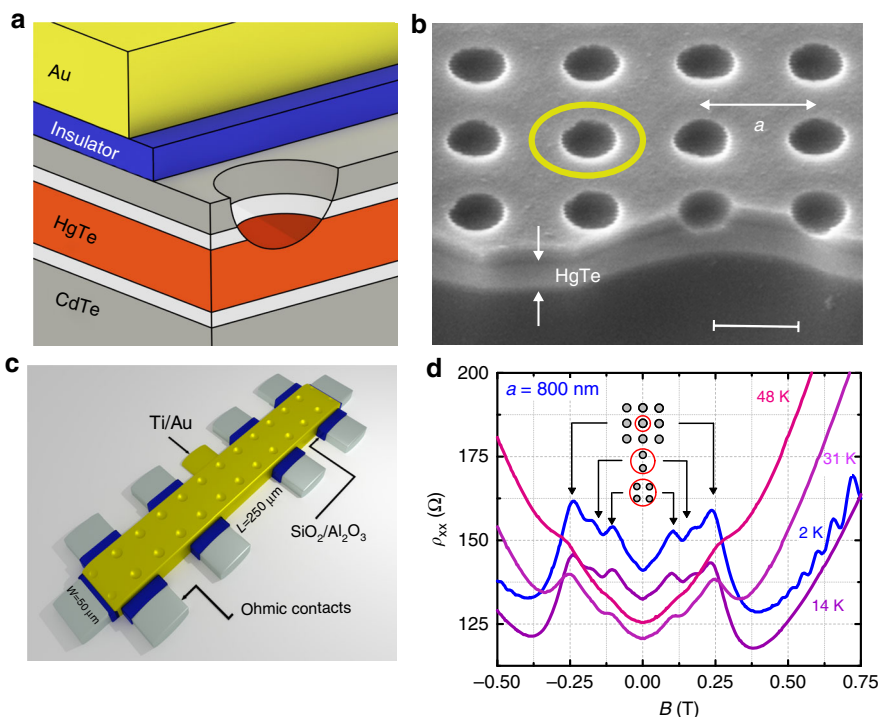 a
Au
Insulator
HgTe
CdTe
b
a
HgTe
c
Ti/Au
L=250 μm
SiO₂/Al₂O₃
W=50 μm
Ohmic contacts
d
200
175
150
125
ρxx (Ω)
a = 800 nm
48 K
31 K
2 K
14 K
–0.50
–0.25
0.00
0.25
0.50
0.75
B (T)